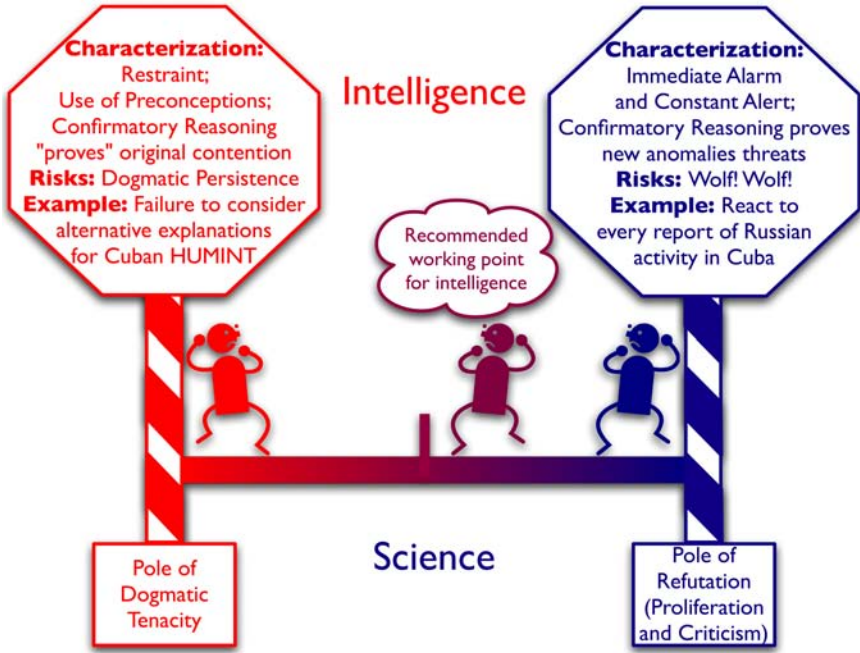 Characterization:
Restraint;
Use of Preconceptions;
Confirmatory Reasoning
"proves" original contention
Risks: Dogmatic Persistence
Example: Failure to consider
alternative explanations
for Cuban HUMINT
Intelligence
Characterization:
Immediate Alarm
and Constant Alert;
Confirmatory Reasoning proves
new anomalies threats
Risks: Wolf! Wolf!
Example: React to
every report of Russian
activity in Cuba
Recommended
working point
for intelligence
Pole of
Dogmatic
Tenacity
Science
Pole of
Refutation
(Proliferation
and Criticism)